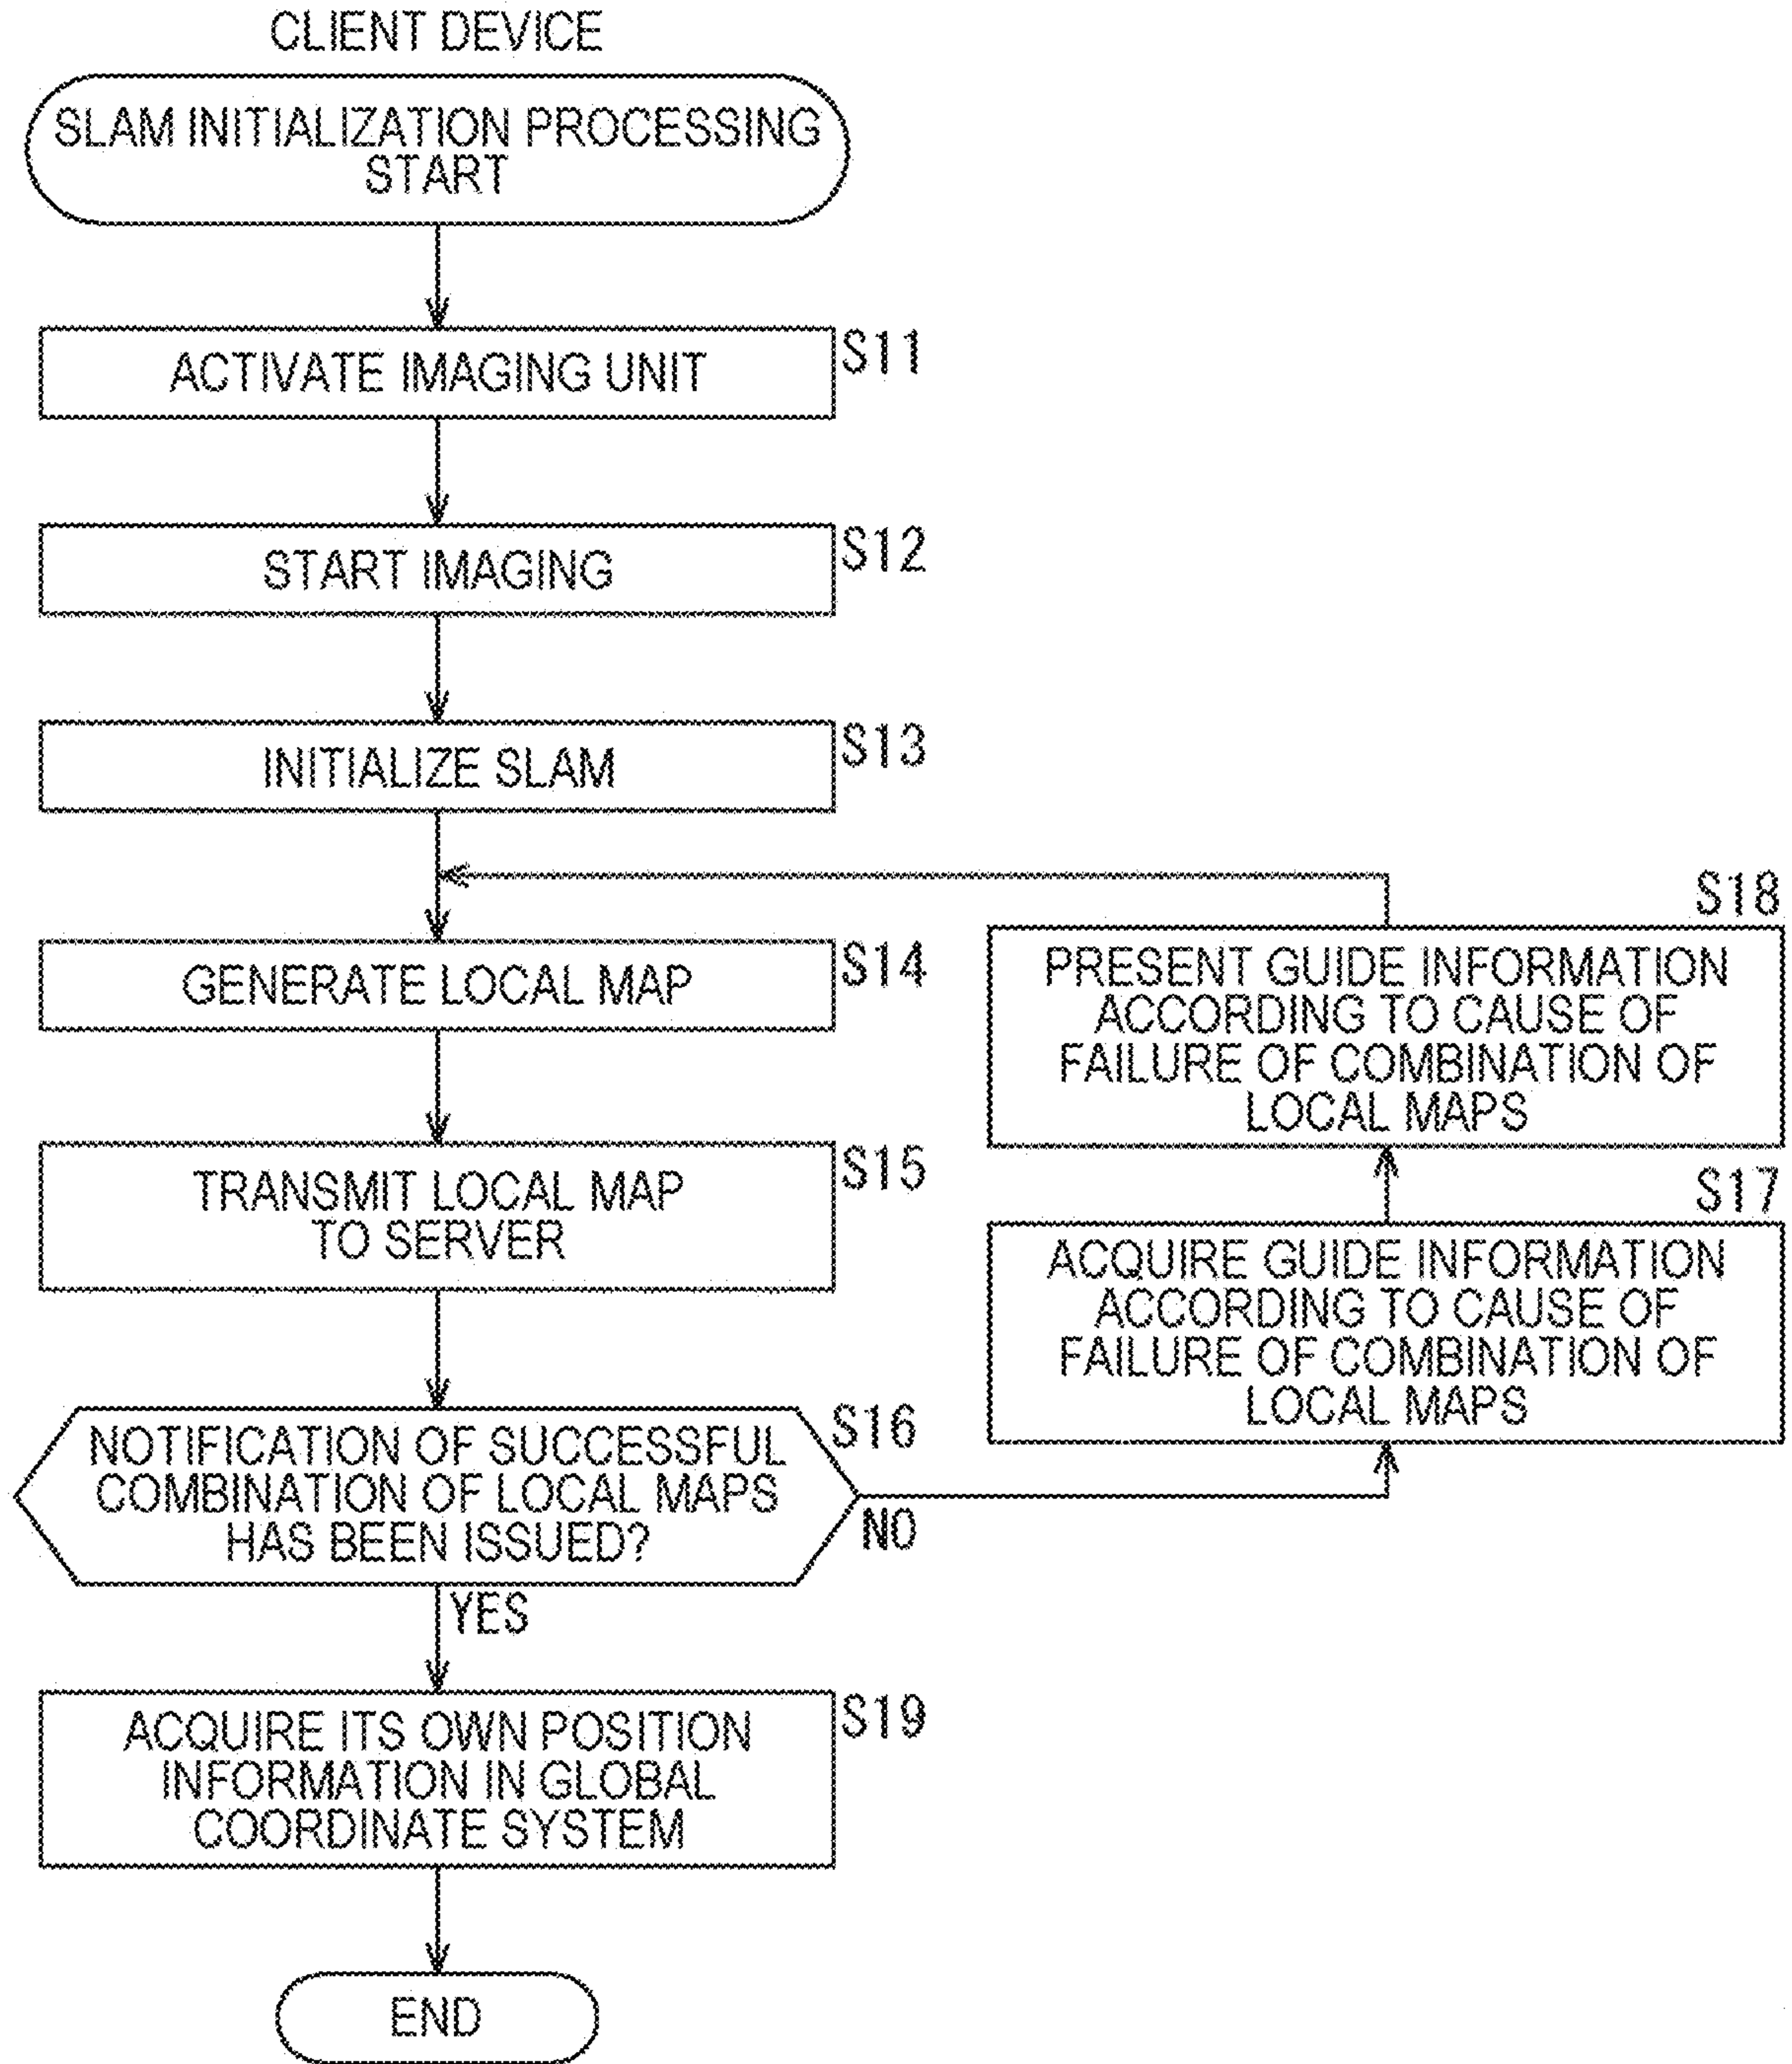 CLIENT DEVICE
SLAM INITIALIZATION PROCESSING
START
ACTIVATE IMAGING UNIT
S11
START IMAGING
S12
INITIALIZE SLAM
S13
GENERATE LOCAL MAP
S14
TRANSMIT LOCAL MAP
TO SERVER
S15
NOTIFICATION OF SUCCESSFUL
COMBINATION OF LOCAL MAPS
HAS BEEN ISSUED?
S16
NO
YES
S17
ACQUIRE GUIDE INFORMATION
ACCORDING TO CAUSE OF
FAILURE OF COMBINATION OF
LOCAL MAPS
S18
PRESENT GUIDE INFORMATION
ACCORDING TO CAUSE OF
FAILURE OF COMBINATION OF
LOCAL MAPS
ACQUIRE ITS OWN POSITION
INFORMATION IN GLOBAL
COORDINATE SYSTEM
S19
END